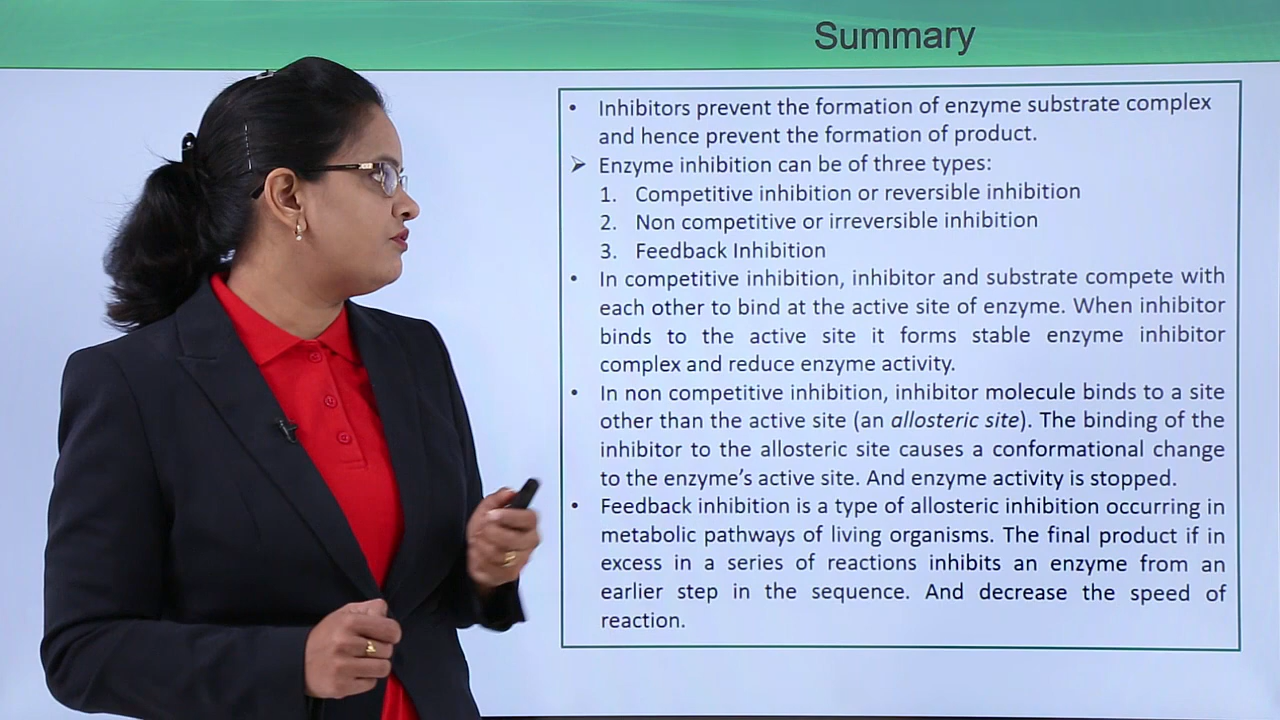 Summary
• Inhibitors prevent the formation of enzyme substrate complex
and hence prevent the formation of product.
➢ Enzyme inhibition can be of three types:
1. Competitive inhibition or reversible inhibition
2. Non competitive or irreversible inhibition
3. Feedback Inhibition
• In competitive inhibition, inhibitor and substrate compete with
each other to bind at the active site of enzyme. When inhibitor
binds to the active site it forms stable enzyme inhibitor
complex and reduce enzyme activity.
• In non competitive inhibition, inhibitor molecule binds to a site
other than the active site (an allosteric site). The binding of the
inhibitor to the allosteric site causes a conformational change
to the enzyme's active site. And enzyme activity is stopped.
• Feedback inhibition is a type of allosteric inhibition occurring in
metabolic pathways of living organisms. The final product if in
excess in a series of reactions inhibits an enzyme from an
earlier step in the sequence. And decrease the speed of
reaction.